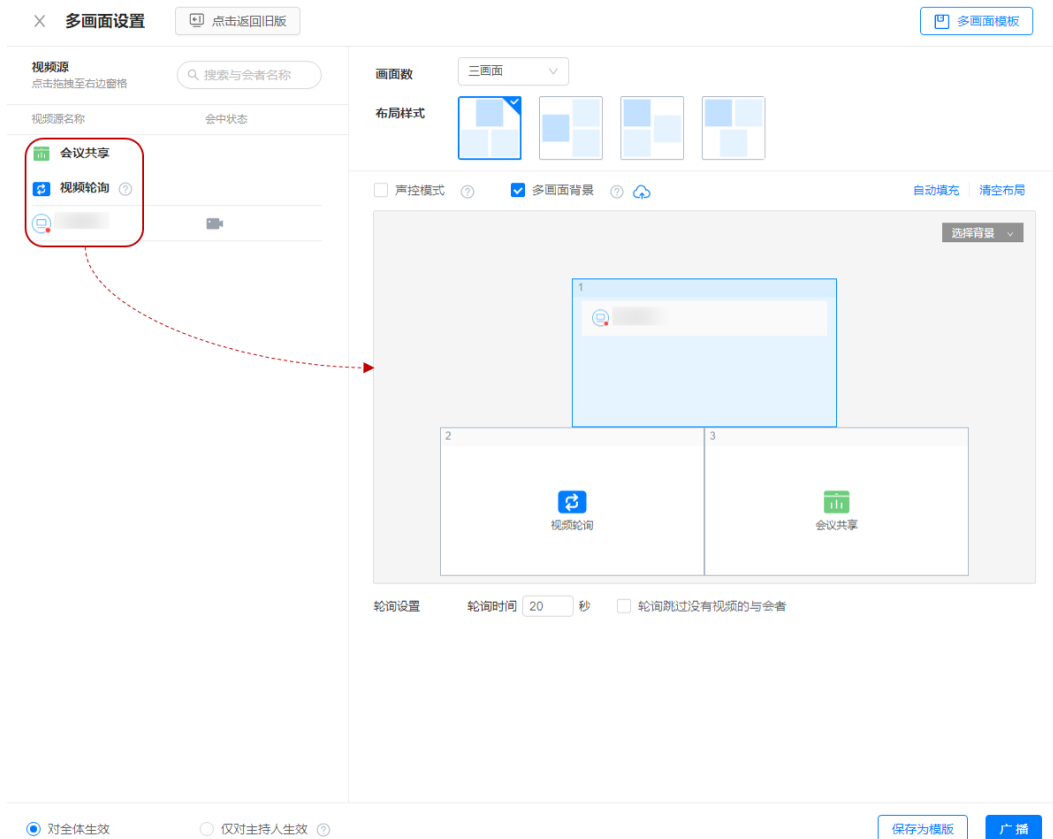 多画面设置
点击返回旧版
多画面模板
视频源
点击拖拽至右边窗格
搜索与会者名称
视频源名称 会中状态
会议共享
视频轮询
画面数 三画面
布局样式
声控模式 多画面背景 自动填充 清空布局
选择背景
1
2 3
视频轮询 会议共享
轮询设置 轮询时间 20 秒 轮询跳过没有视频的与会者
对全体生效 仅对主持人生效 保存为模版 广播